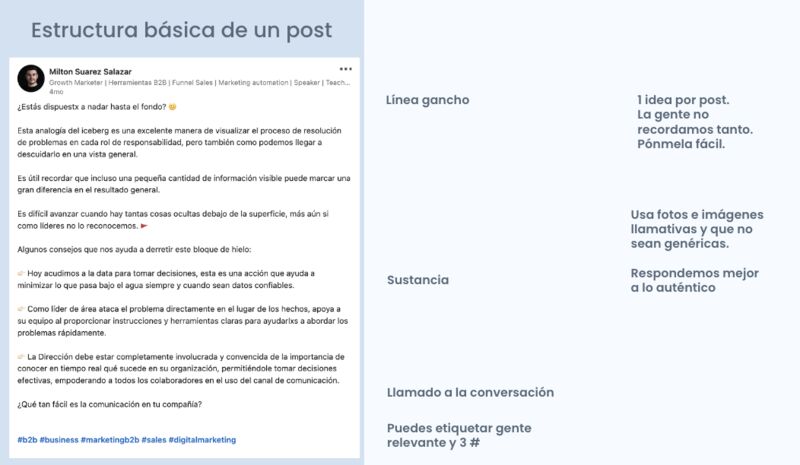 Estructura básica de un post
Milton Suarez Salazar
Growth Marketer | Herramientas B2B | Funnel Sales | Marketing automation | Speaker | Teach...
4mo
¿Estás dispuestx a nadar hasta el fondo?
Esta analogía del iceberg es una excelente manera de visualizar el proceso de resolución
de problemas en cada rol de responsabilidad, pero también como podemos llegar a
descuidarlo en una vista general.
Es útil recordar que incluso una pequeña cantidad de información visible puede marcar una
gran diferencia en el resultado general.
Es difícil avanzar cuando hay tantas cosas ocultas debajo de la superficie, más aún si
como líderes no lo reconocemos.
Algunos consejos que nos ayuda a derretir este bloque de hielo:
Hoy acudimos a la data para tomar decisiones, esta es una acción que ayuda a
minimizar lo que pasa bajo el agua siempre y cuando sean datos confiables.
Como líder de área ataca el problema directamente en el lugar de los hechos, apoya a
su equipo al proporcionar instrucciones y herramientas claras para ayudarlxs a abordar los
problemas rápidamente.
La Dirección debe estar completamente involucrada y convencida de la importancia de
conocer en tiempo real qué sucede en su organización, permitiéndole tomar decisiones
efectivas, empoderando a todos los colaboradores en el uso del canal de comunicación.
¿Qué tan fácil es la comunicación en tu compañía?
#b2b #business #marketingb2b #sales #digitalmarketing
Línea gancho
Sustancia
Llamado a la conversación
Puedes etiquetar gente
relevante y 3 #
1 idea por post.
La gente no
recordamos tanto.
Pónmela fácil.
Usa fotos e imágenes
llamativas y que no
sean genéricas.
Respondemos mejor
a lo auténtico